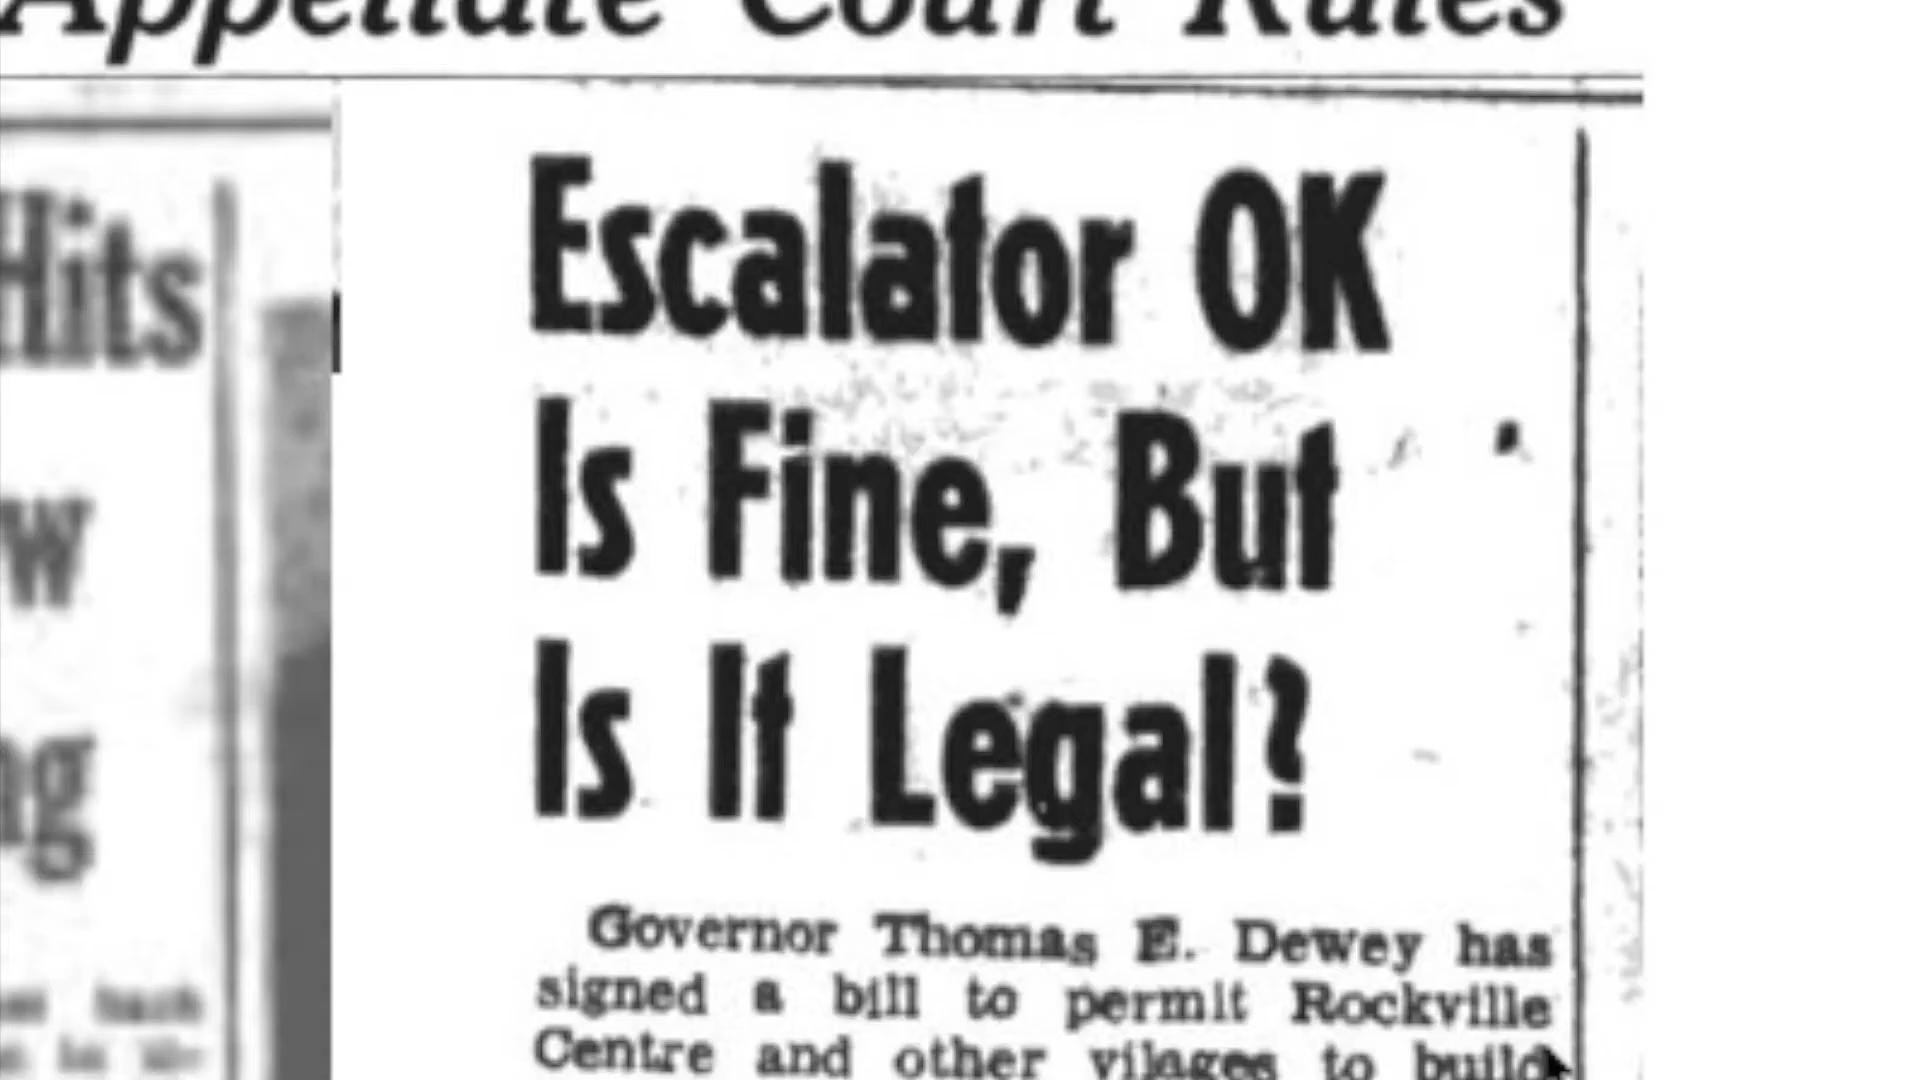 Appellate Court Rules
Hits
w
ng
Escalator OK
Is Fine, But
Is It Legal?
Governor Thomas E. Dewey has
signed a bill to permit Rockville
Centre and other vilages to build